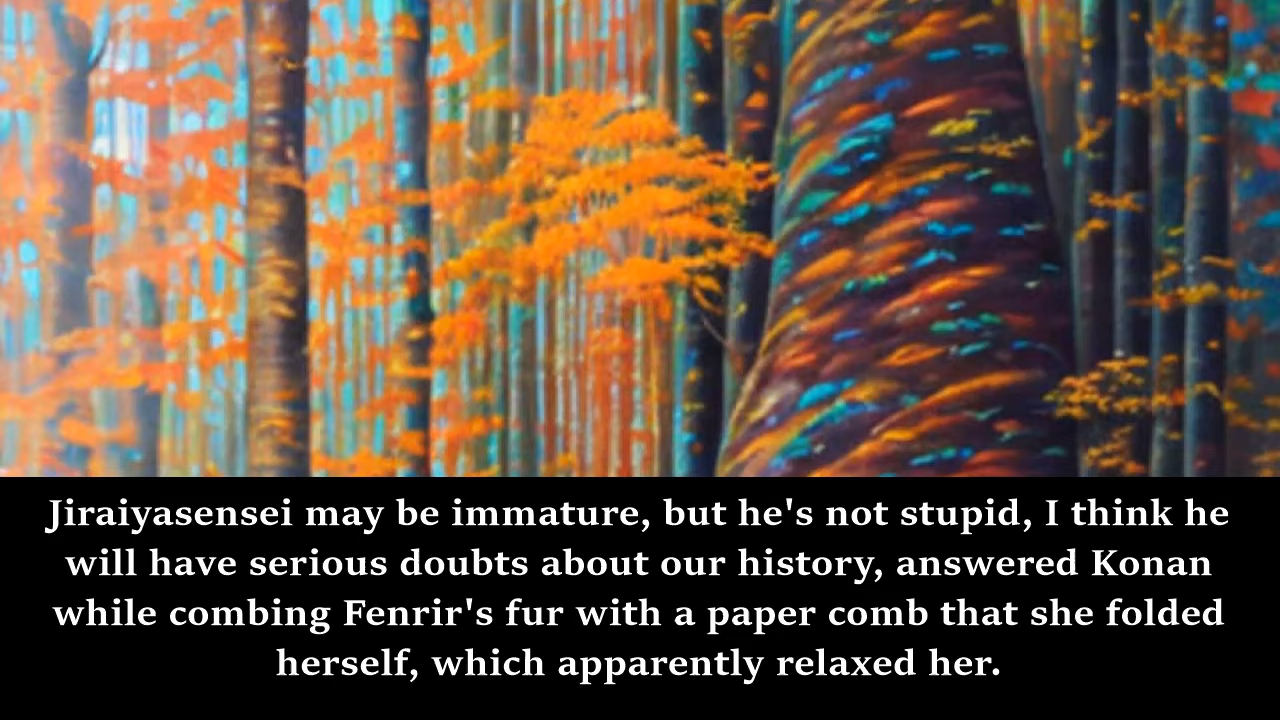 Jiraiyasensei may be immature, but he's not stupid, I think he
will have serious doubts about our history, answered Konan
while combing Fenrir's fur with a paper comb that she folded
herself, which apparently relaxed her.